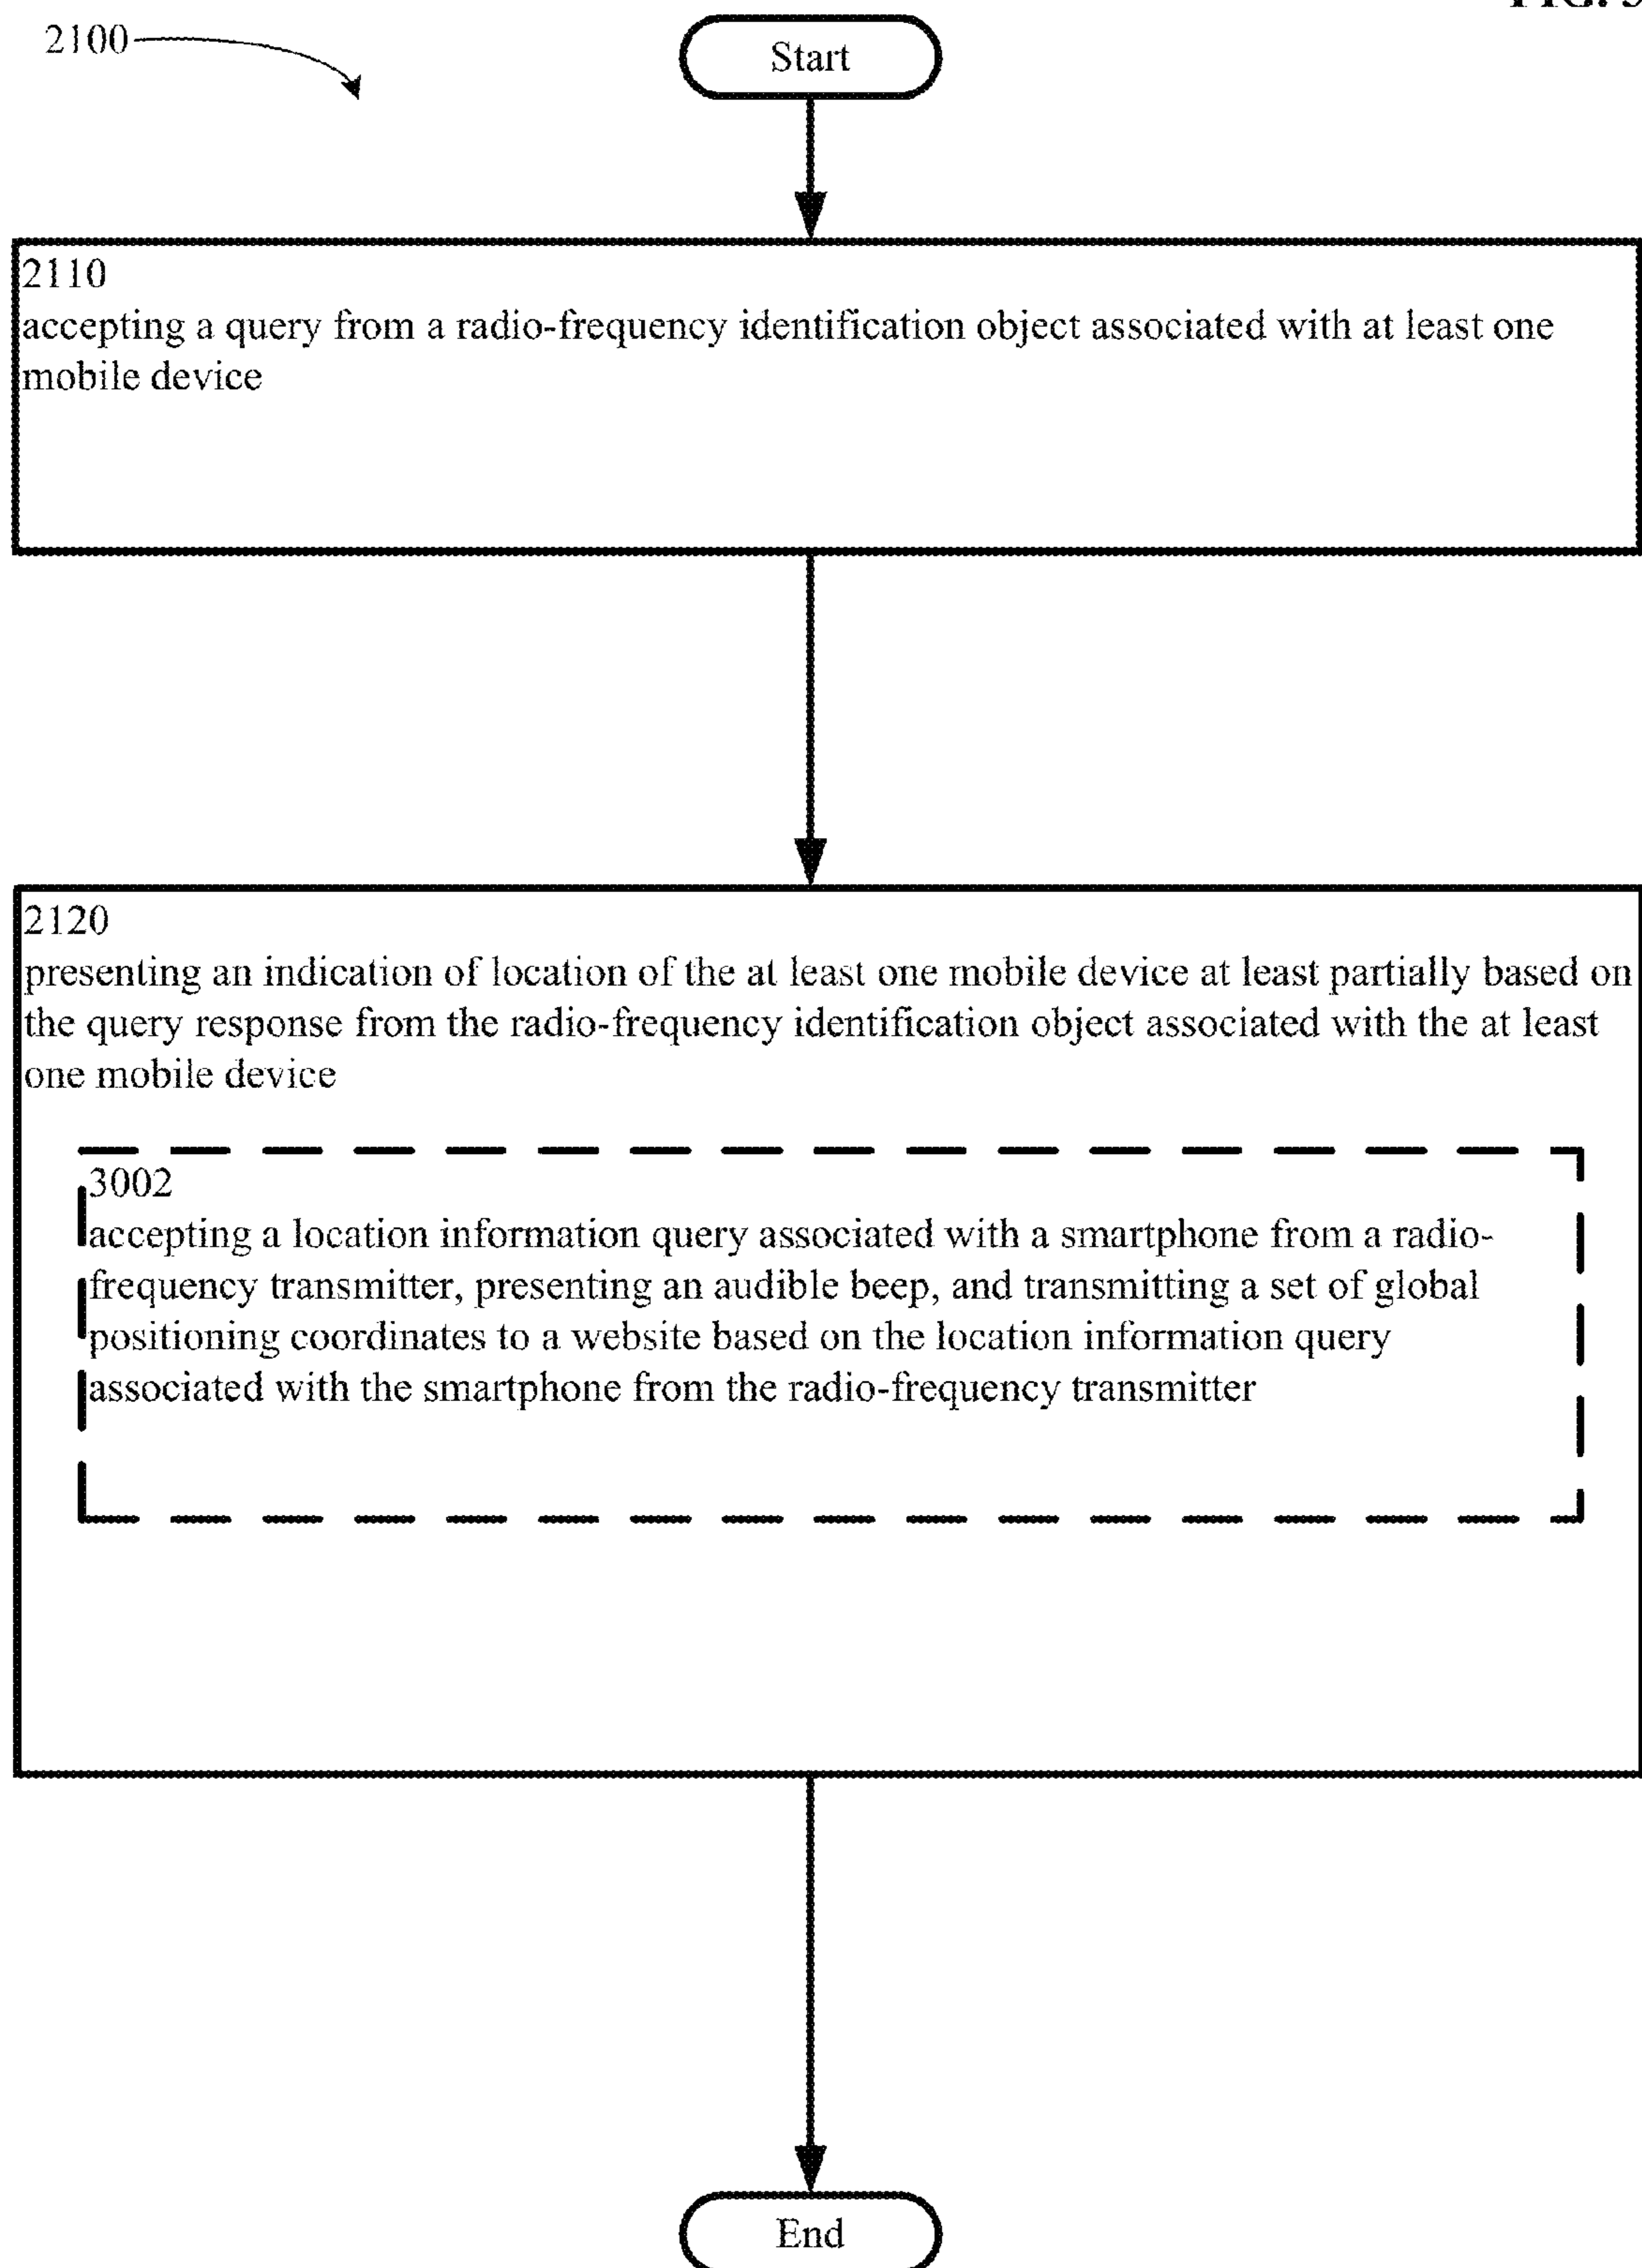 2100
Start
2110
accepting a query from a radio-frequency identification object associated with at least one
mobile device
2120
presenting an indication of location of the at least one mobile device at least partially based on
the query response from the radio-frequency identification object associated with the at least
one mobile device
3002
accepting a location information query associated with a smartphone from a radio-
frequency transmitter, presenting an audible beep, and transmitting a set of global
positioning coordinates to a website based on the location information query
associated with the smartphone from the radio-frequency transmitter
End